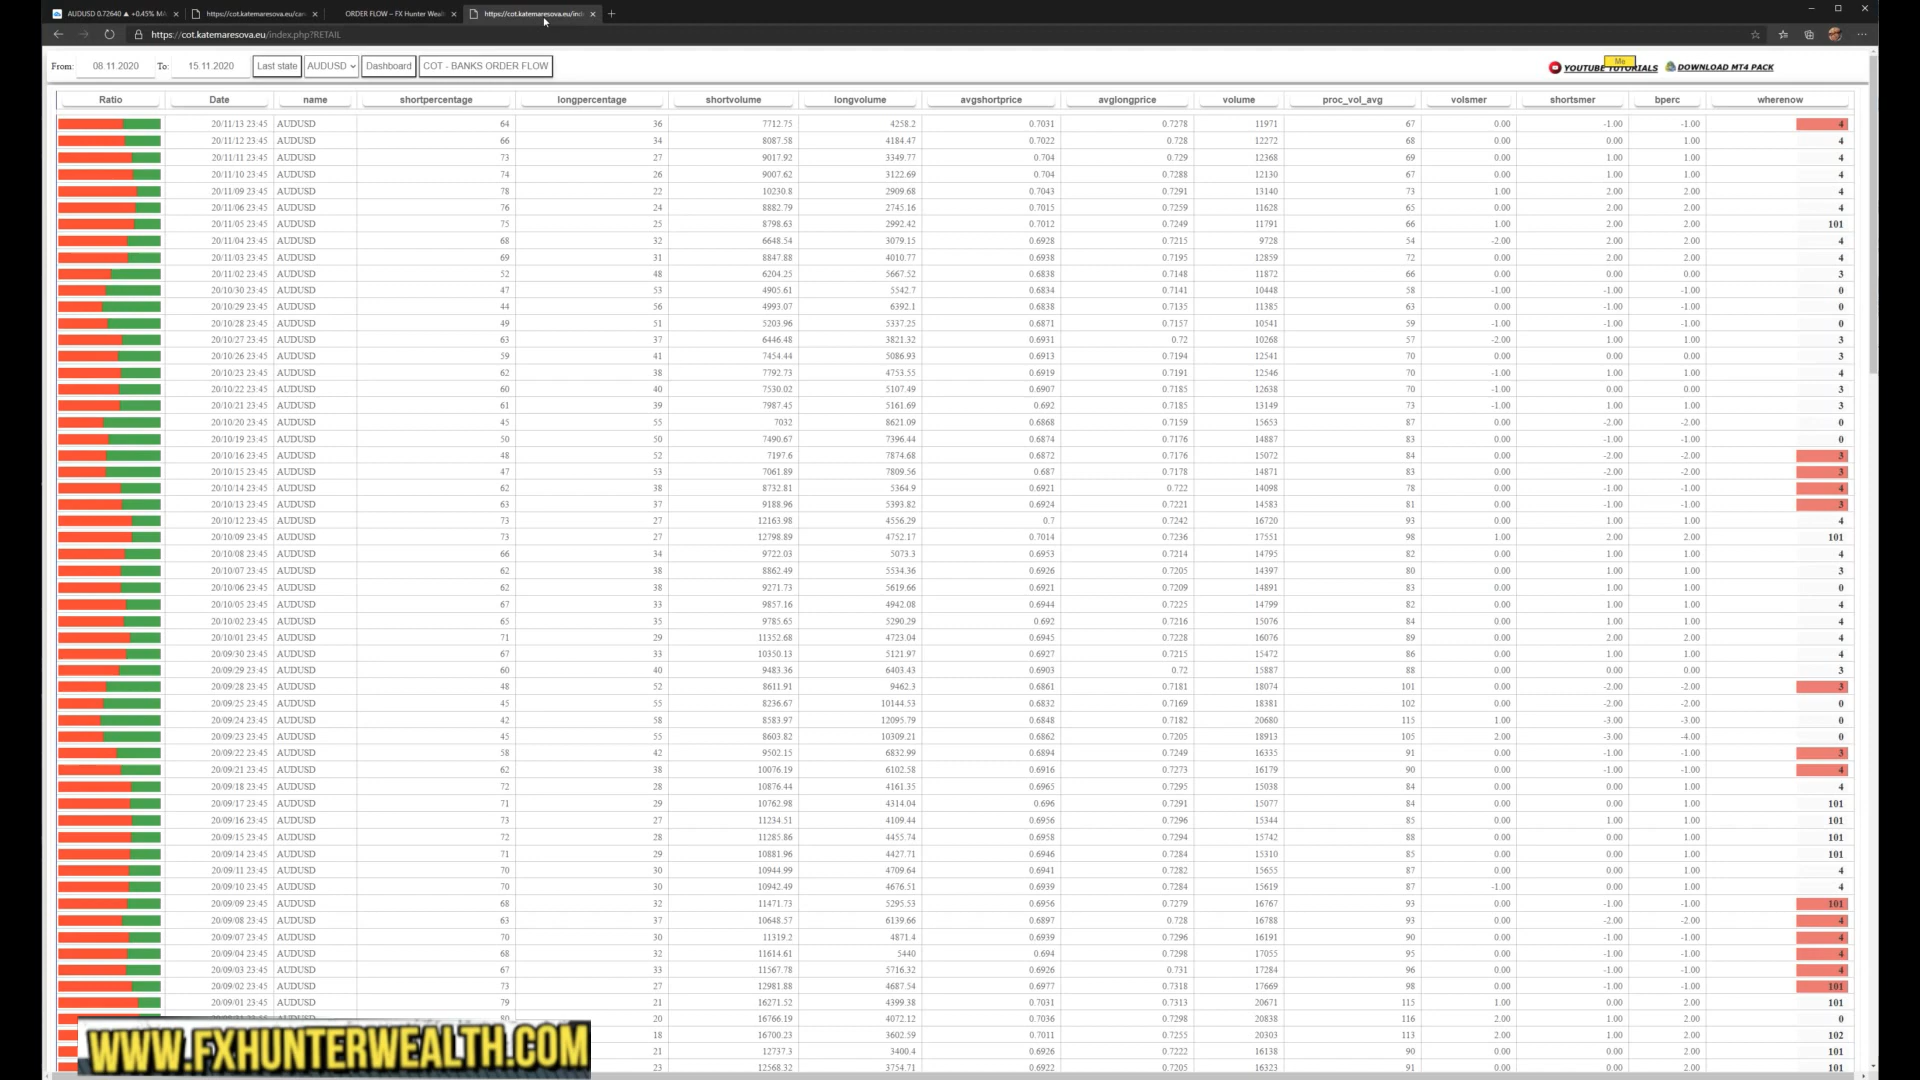 AUDUSD 0.72640 ▲ +0.45% M. https://cot.katemaresova.eu/can ORDER FLOW – FX Hunter Weal https://cot.katemaresova.eu/ind
https://cot.katemaresova.eu/index.php?RETAIL
From: 08.11.2020 To: 15.11.2020 Last state AUDUSD Dashboard COT - BANKS ORDER FLOW YOUTUBE TUTORIALS Me DOWNLOAD MT4 PACK
Ratio Date name shortpercentage longpercentage shortvolume longvolume avgshortprice avglongprice volume proc_vol_avg volsmer shortsmer bperc wherenow
20/11/13 23:45 AUDUSD 64 36 7712.75 4258.2 0.7031 0.7278 11971 67 0.00 -1.00 -1.00 4
20/11/12 23:45 AUDUSD 66 34 8087.58 4184.47 0.7022 0.728 12272 68 0.00 0.00 1.00 4
20/11/11 23:45 AUDUSD 73 27 9017.92 3349.77 0.704 0.729 12368 69 0.00 1.00 1.00 4
20/11/10 23:45 AUDUSD 74 26 9007.62 3122.69 0.704 0.7288 12130 67 0.00 1.00 1.00 4
20/11/09 23:45 AUDUSD 78 22 10230.8 2909.68 0.7043 0.7291 13140 73 1.00 2.00 2.00 4
20/11/06 23:45 AUDUSD 76 24 8882.79 2745.16 0.7015 0.7259 11628 65 0.00 2.00 2.00 4
20/11/05 23:45 AUDUSD 75 25 8798.63 2992.42 0.7012 0.7249 11791 66 1.00 2.00 2.00 101
20/11/04 23:45 AUDUSD 68 32 6648.54 3079.15 0.6928 0.7215 9728 54 -2.00 2.00 2.00 4
20/11/03 23:45 AUDUSD 69 31 8847.88 4010.77 0.6938 0.7195 12859 72 0.00 2.00 2.00 4
20/11/02 23:45 AUDUSD 52 48 6204.25 5667.52 0.6838 0.7148 11872 66 0.00 0.00 0.00 3
20/10/30 23:45 AUDUSD 47 53 4905.61 5542.7 0.6834 0.7141 10448 58 -1.00 -1.00 -1.00 0
20/10/29 23:45 AUDUSD 44 56 4993.07 6392.1 0.6838 0.7135 11385 63 0.00 -1.00 -1.00 0
20/10/28 23:45 AUDUSD 49 51 5203.96 5337.25 0.6871 0.7157 10541 59 -1.00 -1.00 -1.00 0
20/10/27 23:45 AUDUSD 63 37 6446.48 3821.32 0.6931 0.72 10268 57 -2.00 1.00 1.00 3
20/10/26 23:45 AUDUSD 59 41 7454.44 5086.93 0.6913 0.7194 12541 70 0.00 0.00 0.00 3
20/10/23 23:45 AUDUSD 62 38 7792.73 4753.55 0.6919 0.7191 12546 70 -1.00 1.00 1.00 4
20/10/22 23:45 AUDUSD 60 40 7530.02 5107.49 0.6907 0.7185 12638 70 -1.00 0.00 0.00 3
20/10/21 23:45 AUDUSD 61 39 7987.45 5161.69 0.692 0.7185 13149 73 -1.00 1.00 1.00 3
20/10/20 23:45 AUDUSD 45 55 7032 8621.09 0.6868 0.7159 15653 87 0.00 -2.00 -2.00 0
20/10/19 23:45 AUDUSD 50 50 7490.67 7396.44 0.6874 0.7176 14887 83 0.00 -1.00 -1.00 0
20/10/16 23:45 AUDUSD 48 52 7197.6 7874.68 0.6872 0.7176 15072 84 0.00 -2.00 -2.00 3
20/10/15 23:45 AUDUSD 47 53 7061.89 7809.56 0.687 0.7178 14871 83 0.00 -2.00 -2.00 3
20/10/14 23:45 AUDUSD 62 38 8732.81 5364.9 0.6921 0.722 14098 78 0.00 -1.00 -1.00 4
20/10/13 23:45 AUDUSD 63 37 9188.96 5393.82 0.6924 0.7221 14583 81 0.00 -1.00 -1.00 3
20/10/12 23:45 AUDUSD 73 27 12163.98 4556.29 0.7 0.7242 16720 93 0.00 1.00 1.00 4
20/10/09 23:45 AUDUSD 73 27 12798.89 4752.17 0.7014 0.7236 17551 98 1.00 2.00 2.00 101
20/10/08 23:45 AUDUSD 66 34 9722.03 5073.3 0.6953 0.7214 14795 82 0.00 1.00 1.00 4
20/10/07 23:45 AUDUSD 62 38 8862.49 5534.36 0.6926 0.7205 14397 80 0.00 1.00 1.00 3
20/10/06 23:45 AUDUSD 62 38 9271.73 5619.66 0.6921 0.7209 14891 83 0.00 1.00 1.00 0
20/10/05 23:45 AUDUSD 67 33 9857.16 4942.08 0.6944 0.7225 14799 82 0.00 1.00 1.00 4
20/10/02 23:45 AUDUSD 65 35 9785.65 5290.29 0.692 0.7216 15076 84 0.00 1.00 1.00 4
20/10/01 23:45 AUDUSD 71 29 11352.68 4723.04 0.6945 0.7228 16076 89 0.00 2.00 2.00 4
20/09/30 23:45 AUDUSD 67 33 10350.13 5121.97 0.6927 0.7215 15472 86 0.00 1.00 1.00 4
20/09/29 23:45 AUDUSD 60 40 9483.36 6403.43 0.6903 0.72 15887 88 0.00 0.00 0.00 3
20/09/28 23:45 AUDUSD 48 52 8611.91 9462.3 0.6861 0.7181 18074 101 0.00 -2.00 -2.00 3
20/09/25 23:45 AUDUSD 45 55 8236.67 10144.53 0.6832 0.7169 18381 102 0.00 -2.00 -2.00 0
20/09/24 23:45 AUDUSD 42 58 8583.97 12095.79 0.6848 0.7182 20680 115 1.00 -3.00 -3.00 0
20/09/23 23:45 AUDUSD 45 55 8603.82 10309.21 0.6862 0.7205 18913 105 2.00 -3.00 -4.00 0
20/09/22 23:45 AUDUSD 58 42 9502.15 6832.99 0.6894 0.7249 16335 91 0.00 -1.00 -1.00 3
20/09/21 23:45 AUDUSD 62 38 10076.19 6102.58 0.6916 0.7273 16179 90 0.00 -1.00 -1.00 4
20/09/18 23:45 AUDUSD 72 28 10876.44 4161.35 0.6965 0.7295 15038 84 0.00 0.00 1.00 4
20/09/17 23:45 AUDUSD 71 29 10762.98 4314.04 0.696 0.7291 15077 84 0.00 0.00 1.00 101
20/09/16 23:45 AUDUSD 73 27 11234.51 4109.44 0.6956 0.7296 15344 85 0.00 1.00 1.00 101
20/09/15 23:45 AUDUSD 72 28 11285.86 4455.74 0.6958 0.7294 15742 88 0.00 0.00 1.00 101
20/09/14 23:45 AUDUSD 71 29 10881.96 4427.71 0.6946 0.7284 15310 85 0.00 0.00 1.00 101
20/09/11 23:45 AUDUSD 70 30 10944.99 4709.64 0.6941 0.7282 15655 87 0.00 0.00 0.00 4
20/09/10 23:45 AUDUSD 70 30 10942.49 4676.51 0.6939 0.7284 15619 87 -1.00 0.00 0.00 4
20/09/09 23:45 AUDUSD 68 32 11471.73 5295.53 0.6956 0.7279 16767 93 0.00 -1.00 -1.00 101
20/09/08 23:45 AUDUSD 63 37 10648.57 6139.66 0.6897 0.728 16788 93 0.00 -2.00 -2.00 4
20/09/07 23:45 AUDUSD 70 30 11319.2 4871.4 0.6939 0.7296 16191 90 0.00 -1.00 -1.00 4
20/09/04 23:45 AUDUSD 68 32 11614.61 5440 0.694 0.7298 17055 95 0.00 -1.00 -1.00 4
20/09/03 23:45 AUDUSD 67 33 11567.78 5716.32 0.6926 0.731 17284 96 0.00 -1.00 -1.00 4
20/09/02 23:45 AUDUSD 73 27 12981.88 4687.54 0.6977 0.7318 17669 98 0.00 -1.00 -1.00 101
20/09/01 23:45 AUDUSD 79 21 16271.52 4399.38 0.7031 0.7313 20671 115 1.00 0.00 2.00 101
20 16766.19 4072.12 0.7036 0.7298 20838 116 2.00 1.00 2.00 0
18 16700.23 3602.59 0.7011 0.7255 20303 113 2.00 1.00 2.00 102
21 12737.3 3400.4 0.6926 0.7222 16138 90 0.00 0.00 1.00 101
23 12568.32 3754.71 0.6922 0.7205 16323 91 0.00 0.00 2.00 101
WWW.FXHUNTERWEALTH.COM